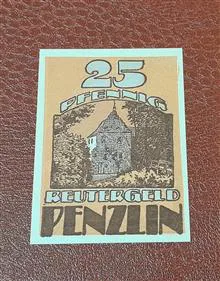 25
PFENNIG
REUTERGELD
PENZLIN